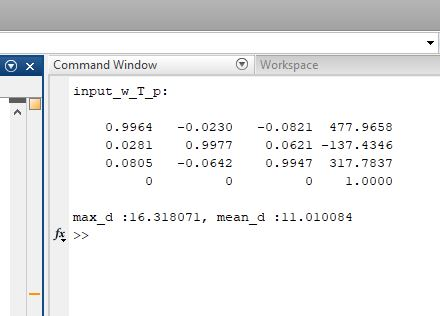 Command Window
Workspace
input_w_T_p:
0.9964 -0.0230 -0.0821 477.9658
0.0281 0.9977 0.0621 -137.4346
0.0805 -0.0642 0.9947 317.7837
0 0 0 1.0000
max_d :16.318071, mean_d :11.010084
fx >>